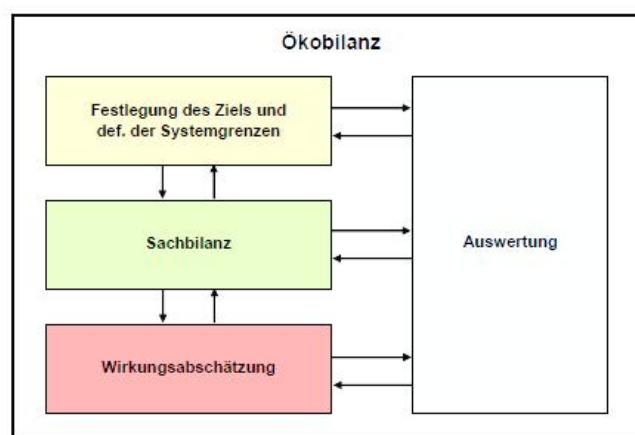 Ökobilanz
Festlegung des Ziels und
def. der Systemgrenzen
Sachbilanz
Auswertung
Wirkungsabschätzung